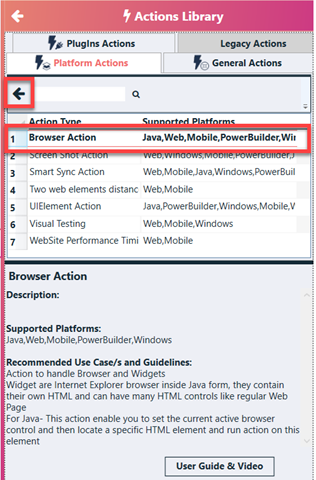 Actions Library
PlugIns Actions
Legacy Actions
Platform Actions
General Actions
Action Type Supported Platforms
1 Browser Action Java,Web,Mobile,PowerBuilder,Win
2 Screen Shot Action Web,Windows,Mobile,PowerBuilder,J
3 Smart Sync Action Web,Mobile,Java,Windows,PowerBuil
4 Two web elements distanc Web,Mobile
5 UIElement Action Java,PowerBuilder,Windows,Mobile,W
6 Visual Testing Web,Mobile,Windows
7 WebSite Performance Timi Web,Mobile
Browser Action
Description:
Supported Platforms:
Java,Web,Mobile,PowerBuilder,Windows
Recommended Use Case/s and Guidelines:
Action to handle Browser and Widgets
Widget are Internet Explorer browser inside Java form, they contain
their own HTML and can have many HTML controls like regular Web
Page
For Java- This action enable you to set the current active browser
control and then locate a specific HTML element and run action on this
element
User Guide & Video